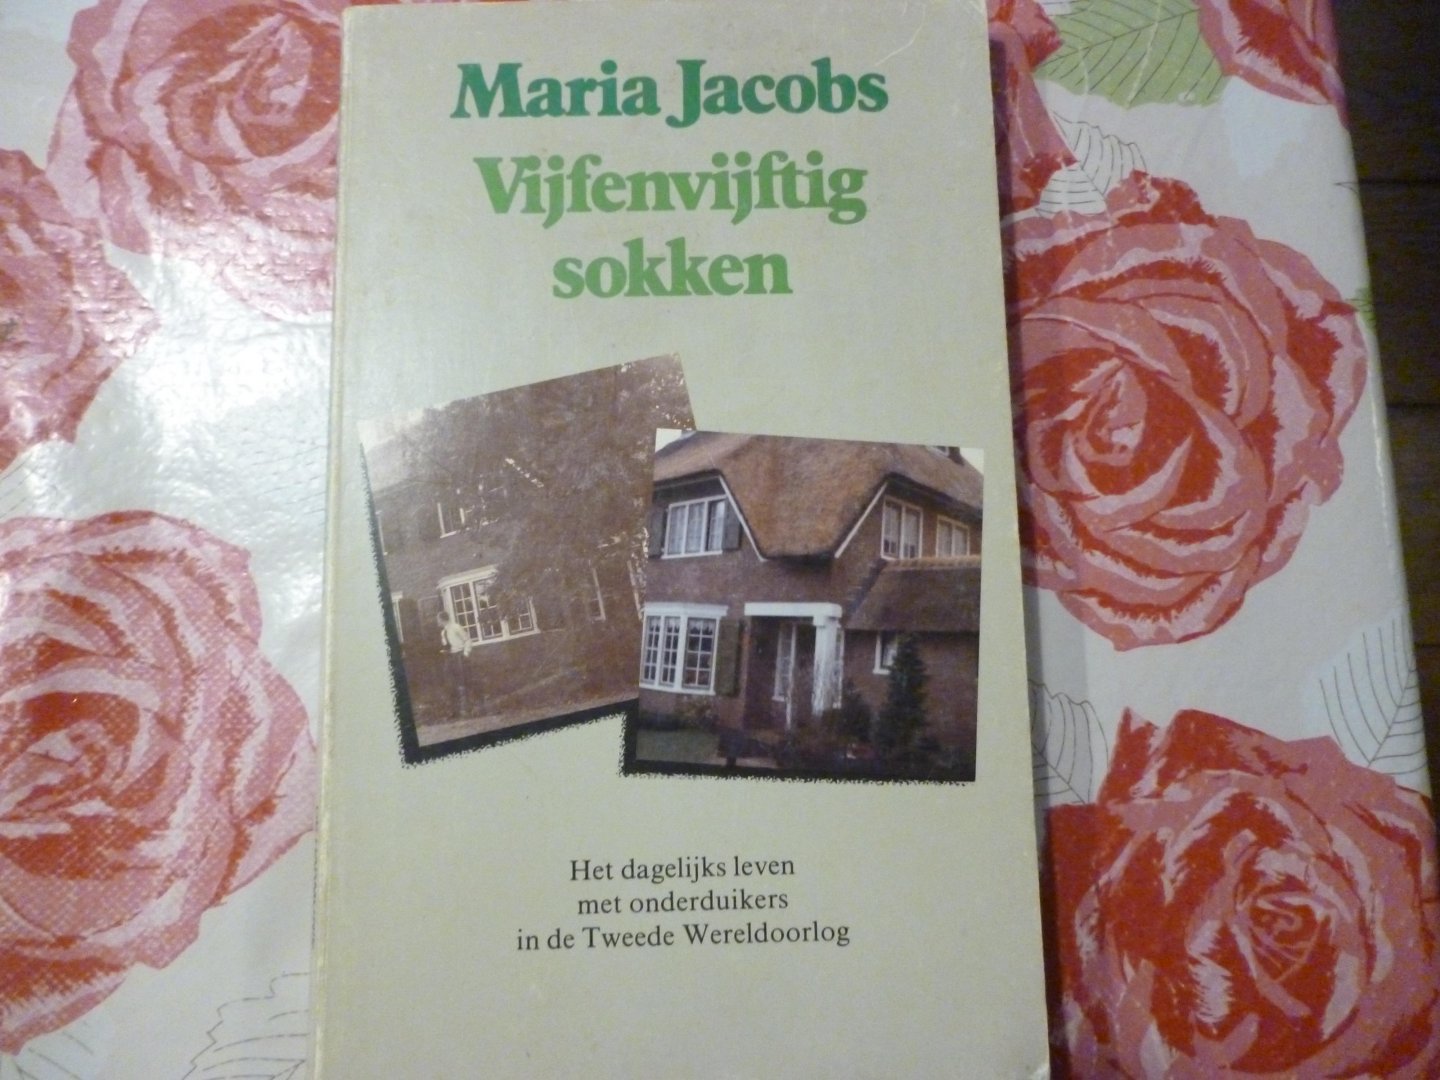 Maria Jacobs
Vijfenvijftig
sokken
Het dagelijks leven
met onderduikers
in de Tweede Wereldoorlog